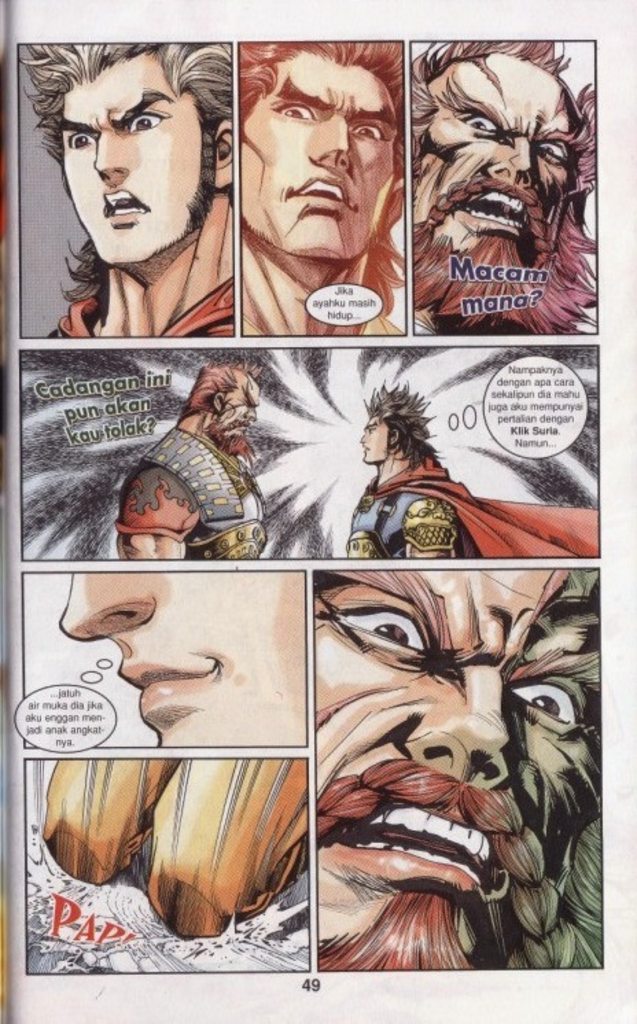 Jika
ayahku masih
hidup...
Macam
mana?
Cadangan ini
pun akan
kau tolak?
Nampaknya
dengan apa cara
sekalipun dia mahu
juga aku mempunyai
pertalian dengan
Klik Suria.
Namun...
...jatuh
air muka dia jika
aku enggan men-
jadi anak angkat-
nya.
PAP!
49